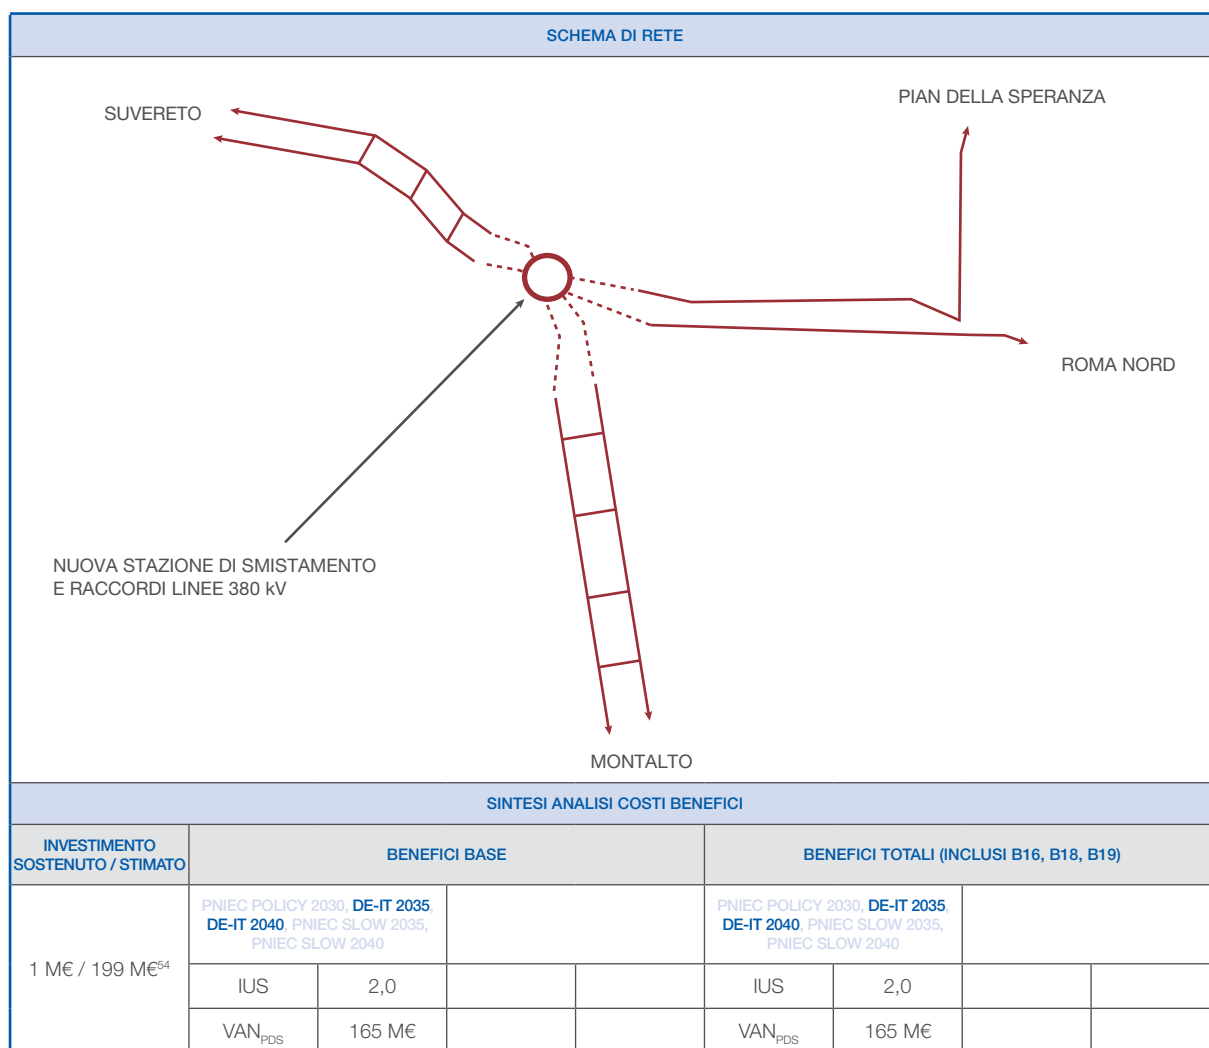 SCHEMA DI RETE
SUVERETO
PIAN DELLA SPERANZA
ROMA NORD
NUOVA STAZIONE DI SMISTAMENTO
E RACCORDI LINEE 380 kV
MONTALTO
SINTESI ANALISI COSTI BENEFICI
INVESTIMENTO
SOSTENUTO / STIMATO
BENEFICI BASE
BENEFICI TOTALI (INCLUSI B16, B18, B19)
1 M€ / 199 M€54
PNIEC POLICY 2030, DE-IT 2035,
DE-IT 2040, PNIEC SLOW 2035,
PNIEC SLOW 2040
PNIEC POLICY 2030, DE-IT 2035,
DE-IT 2040, PNIEC SLOW 2035,
PNIEC SLOW 2040
IUS 2,0 IUS 2,0
VANPDS 165 M€ VANPDS 165 M€